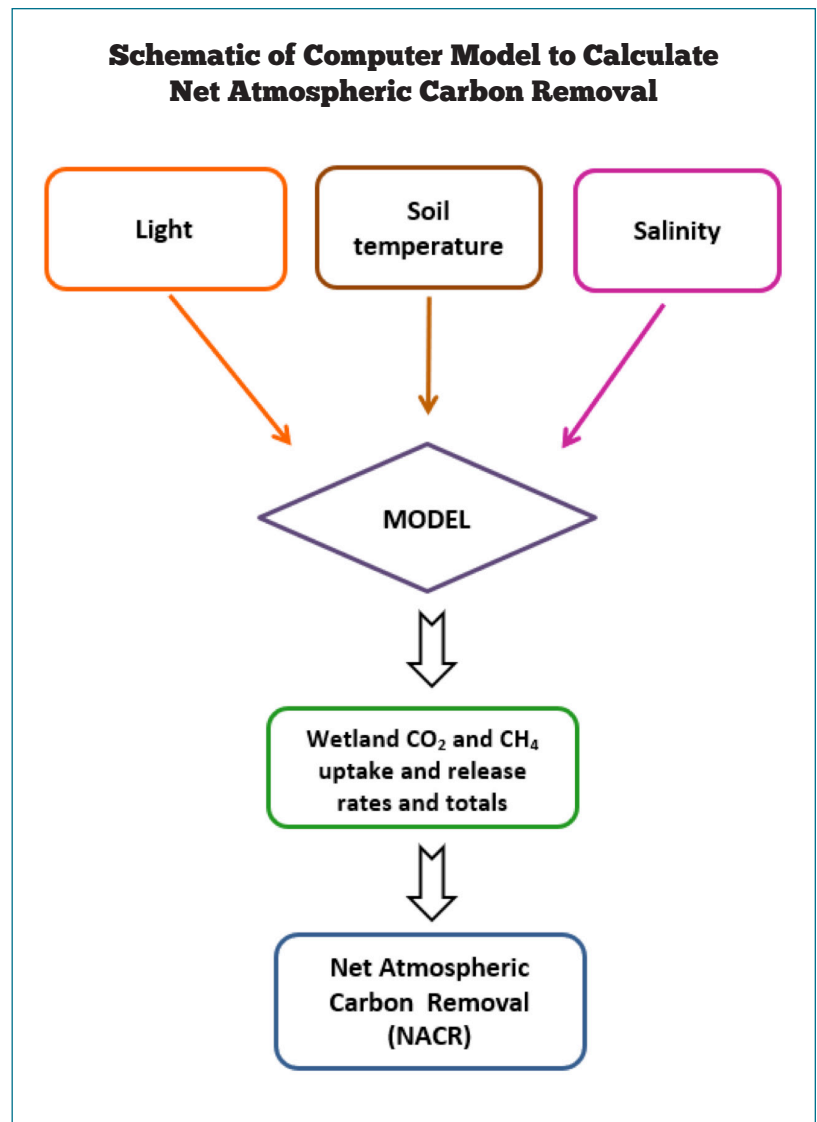 Schematic of Computer Model to Calculate
Net Atmospheric Carbon Removal
Light
Soil
temperature
Salinity
MODEL
Wetland CO₂ and CH₄
uptake and release
rates and totals
Net Atmospheric
Carbon Removal
(NACR)